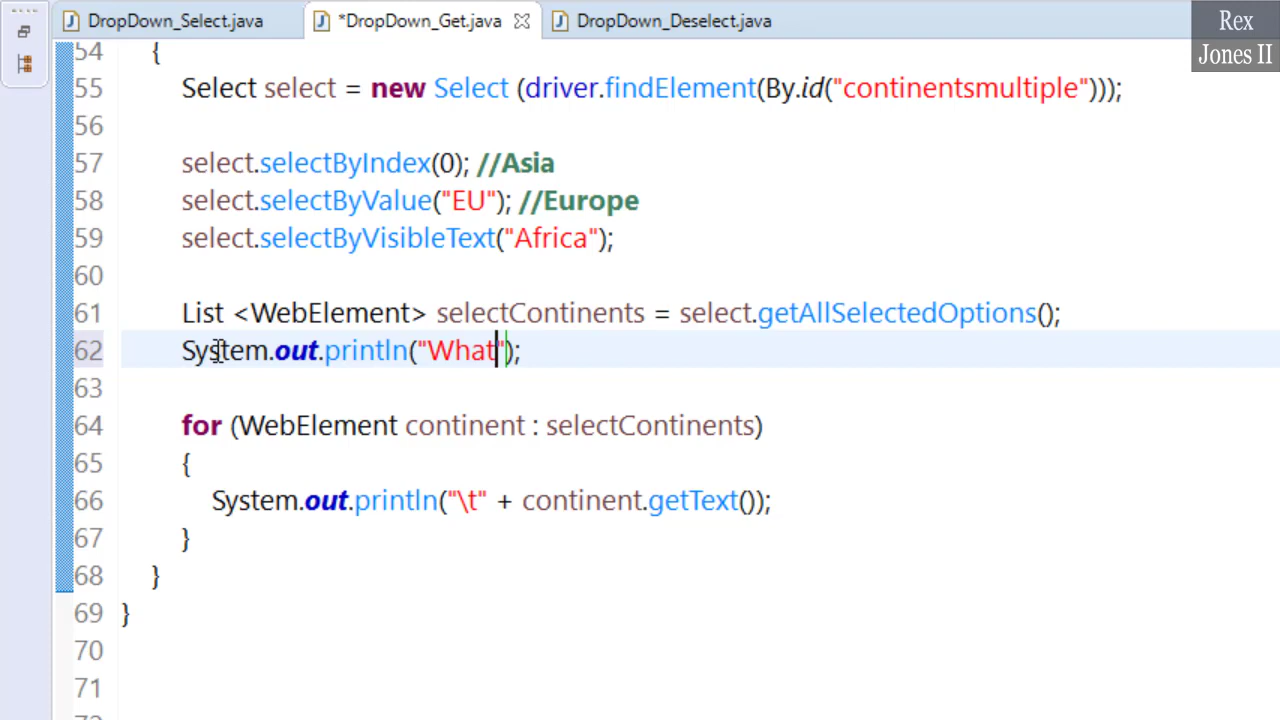 DropDown_Select.java
*DropDown_Get.java
DropDown_Deselect.java
Rex
Jones II
54 {
55 Select select = new Select (driver.findElement(By.id("continentsmultiple")));
56
57 select.selectByIndex(0); //Asia
58 select.selectByValue("EU"); //Europe
59 select.selectByVisibleText("Africa");
60
61 List <WebElement> selectContinents = select.getAllSelectedOptions();
62 System.out.println("What");
63
64 for (WebElement continent : selectContinents)
65 {
66 System.out.println("\t" + continent.getText());
67 }
68 }
69 }
70
71